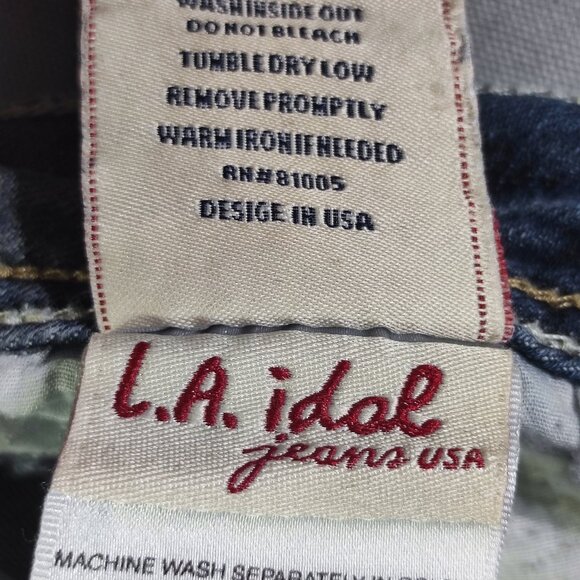 WASH INSIDE OUT
DO NOT BLEACH
TUMBLE DRY LOW
REMOVE PROMPTLY
WARM IRON IF NEEDED
RN#81005
DESIGE IN USA
L.A. idol
jeans USA
MACHINE WASH SEPARATELY IN